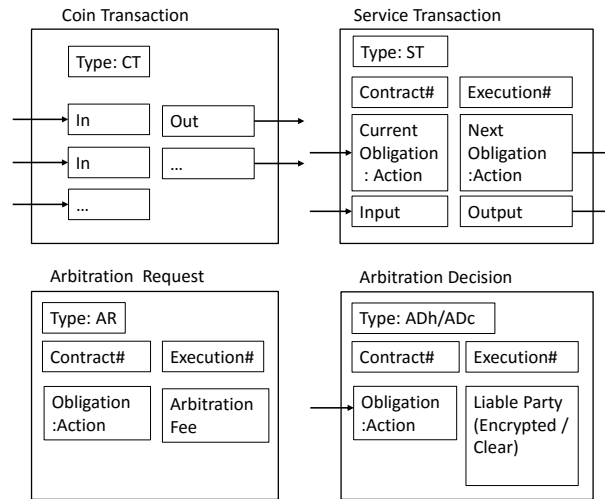 Coin Transaction
Type: CT
In
Out
In
...
...
Service Transaction
Type: ST
Contract#
Execution#
Current
Obligation
: Action
Next
Obligation
:Action
Input
Output
Arbitration Request
Type: AR
Contract#
Execution#
Obligation
:Action
Arbitration
Fee
Arbitration Decision
Type: ADh/ADc
Contract#
Execution#
Obligation
:Action
Liable Party
(Encrypted /
Clear)